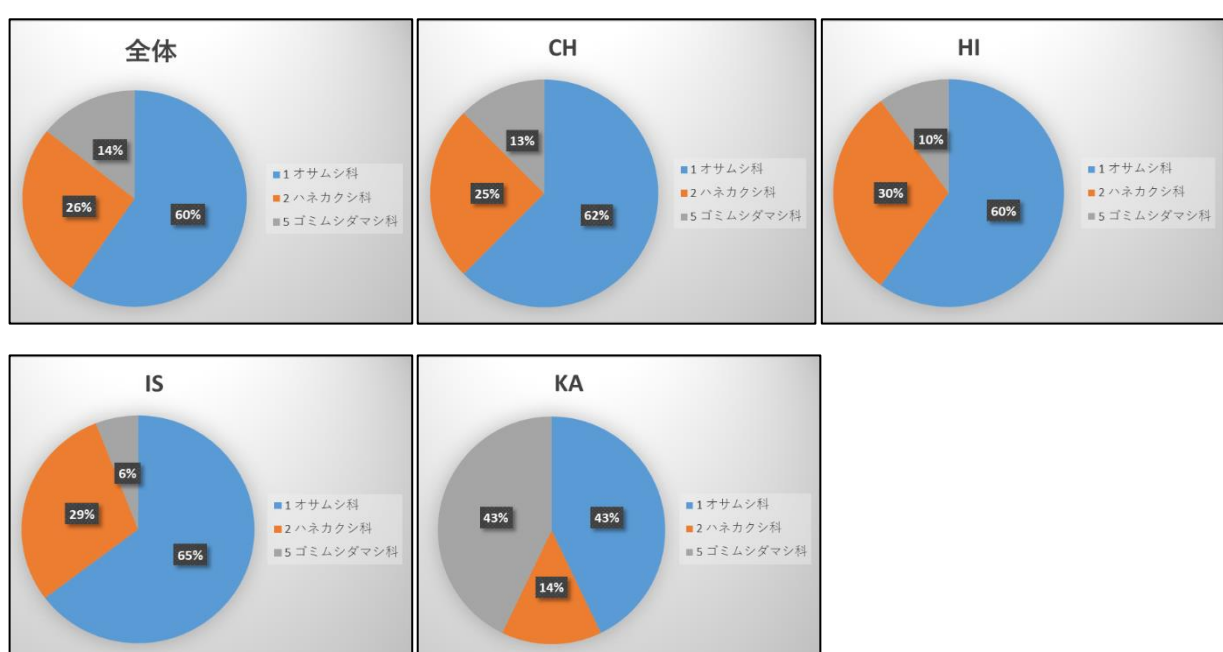 全体
14%
26%
60%
1 オサムシ科
2 ハネカクシ科
5 ゴミムシダマシ科
CH
13%
25%
62%
1 オサムシ科
2 ハネカクシ科
5 ゴミムシダマシ科
HI
10%
30%
60%
1 オサムシ科
2 ハネカクシ科
5 ゴミムシダマシ科
IS
6%
29%
65%
1 オサムシ科
2 ハネカクシ科
5 ゴミムシダマシ科
KA
43%
43%
14%
1 オサムシ科
2 ハネカクシ科
5 ゴミムシダマシ科